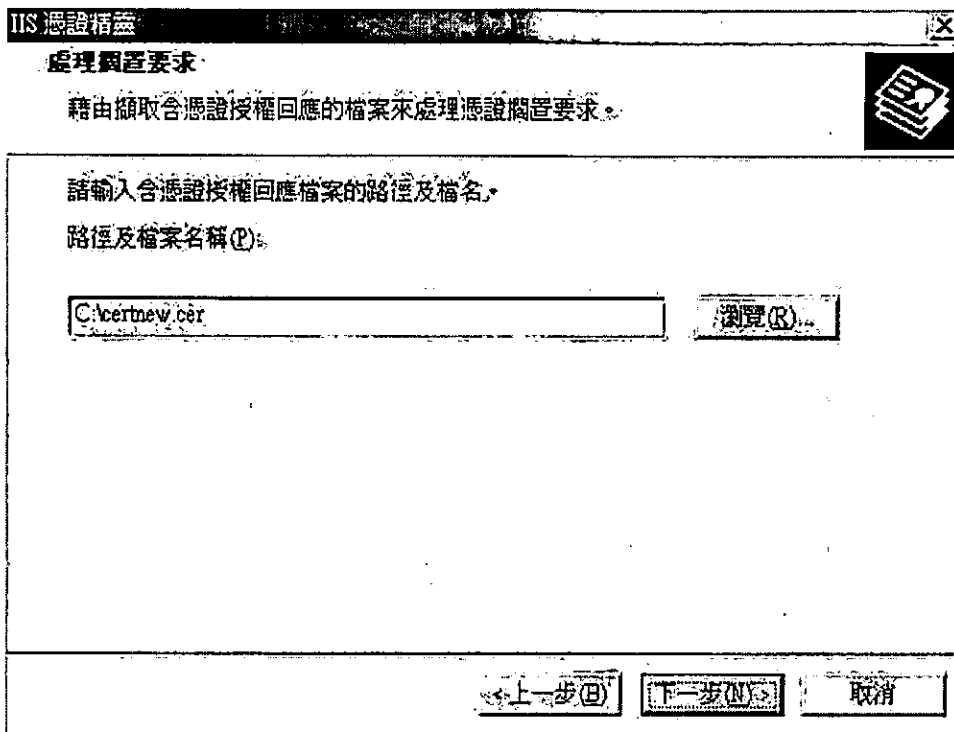 IIS 憑證精靈
處理擱置要求
藉由擷取含憑證授權回應的檔案來處理憑證擱置要求。
請輸入含憑證授權回應檔案的路徑及檔名。
路徑及檔案名稱(P):
C:\certnew.cer
瀏覽(R)...
<上一步(B)
下一步(N)>
取消